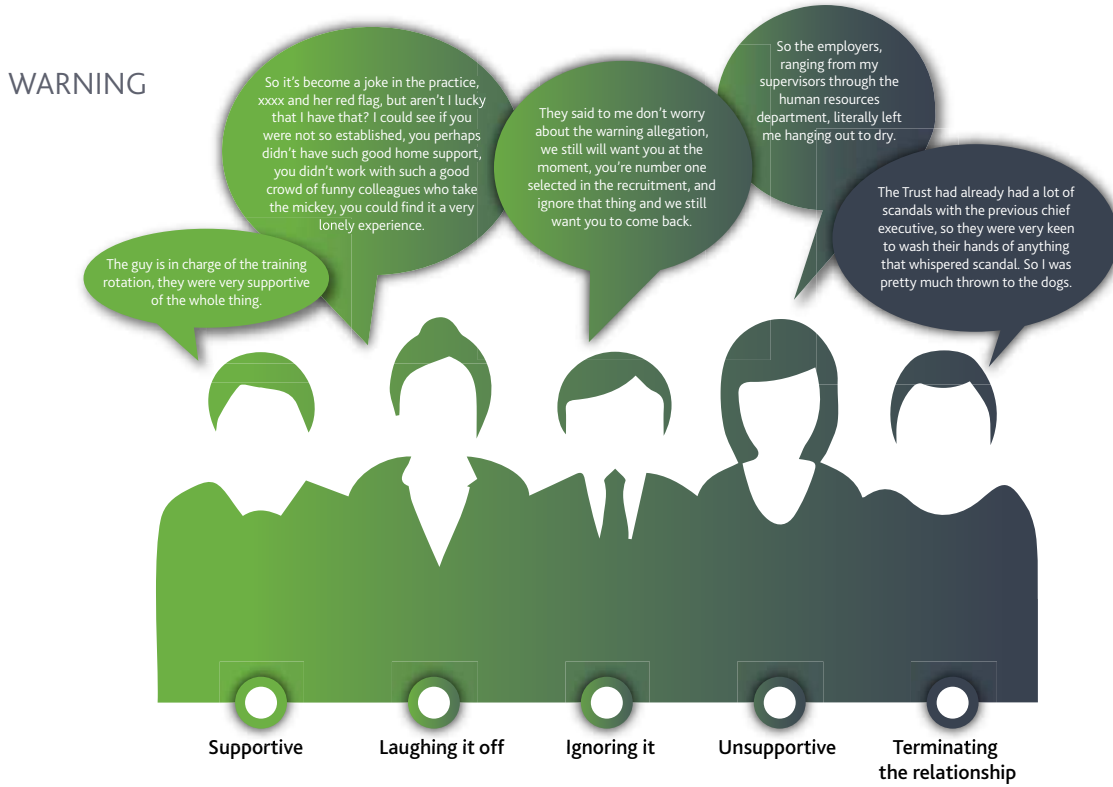 WARNING
The guy is in charge of the training
rotation, they were very supportive
of the whole thing.
So it’s become a joke in the practice,
xxxx and her red flag, but aren’t I lucky
that I have that? I could see if you
were not so established, you perhaps
didn’t have such good home support,
you didn’t work with such a good
crowd of funny colleagues who take
the mickey, you could find it a very
lonely experience.
They said to me don’t worry
about the warning allegation,
we still will want you at the
moment, you’re number one
selected in the recruitment, and
ignore that thing and we still
want you to come back.
So the employers,
ranging from my
supervisors through the
human resources
department, literally left
me hanging out to dry.
The Trust had already had a lot of
scandals with the previous chief
executive, so they were very keen
to wash their hands of anything
that whispered scandal. So I was
pretty much thrown to the dogs.
Supportive
Laughing it off
Ignoring it
Unsupportive
Terminating
the relationship